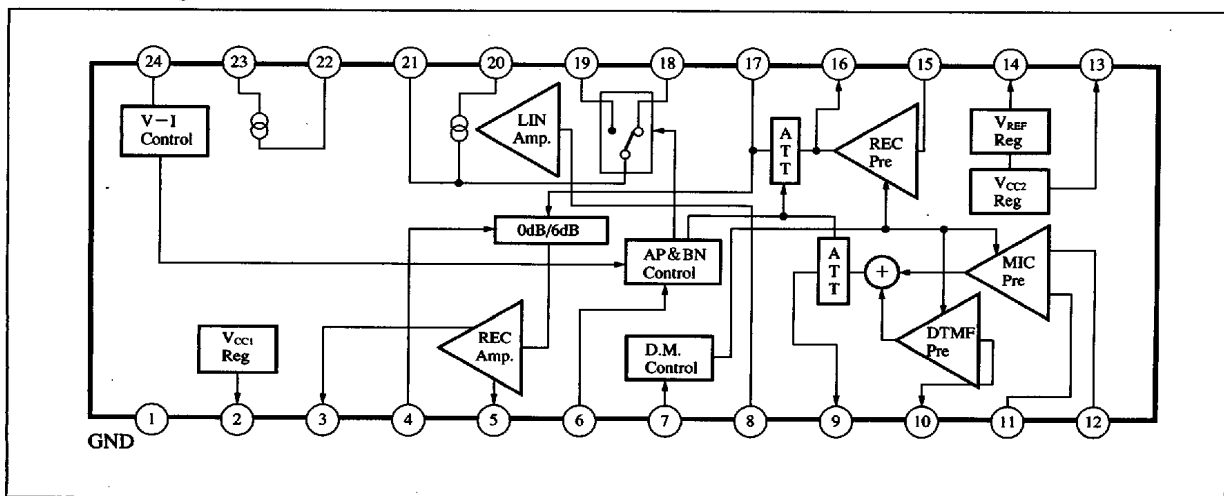 24 23 22 21 20 19 18 17 16 15 14 13
V-I
Control
LIN
Amp.
A
T
T
REC
Pre
VREF
Reg
VCC2
Reg
0dB/6dB
AP&BN
Control
A
T
T
+
MIC
Pre
VCC1
Reg
REC
Amp.
D.M.
Control
DTMF
Pre
1 2 3 4 5 6 7 8 9 10 11 12
GND